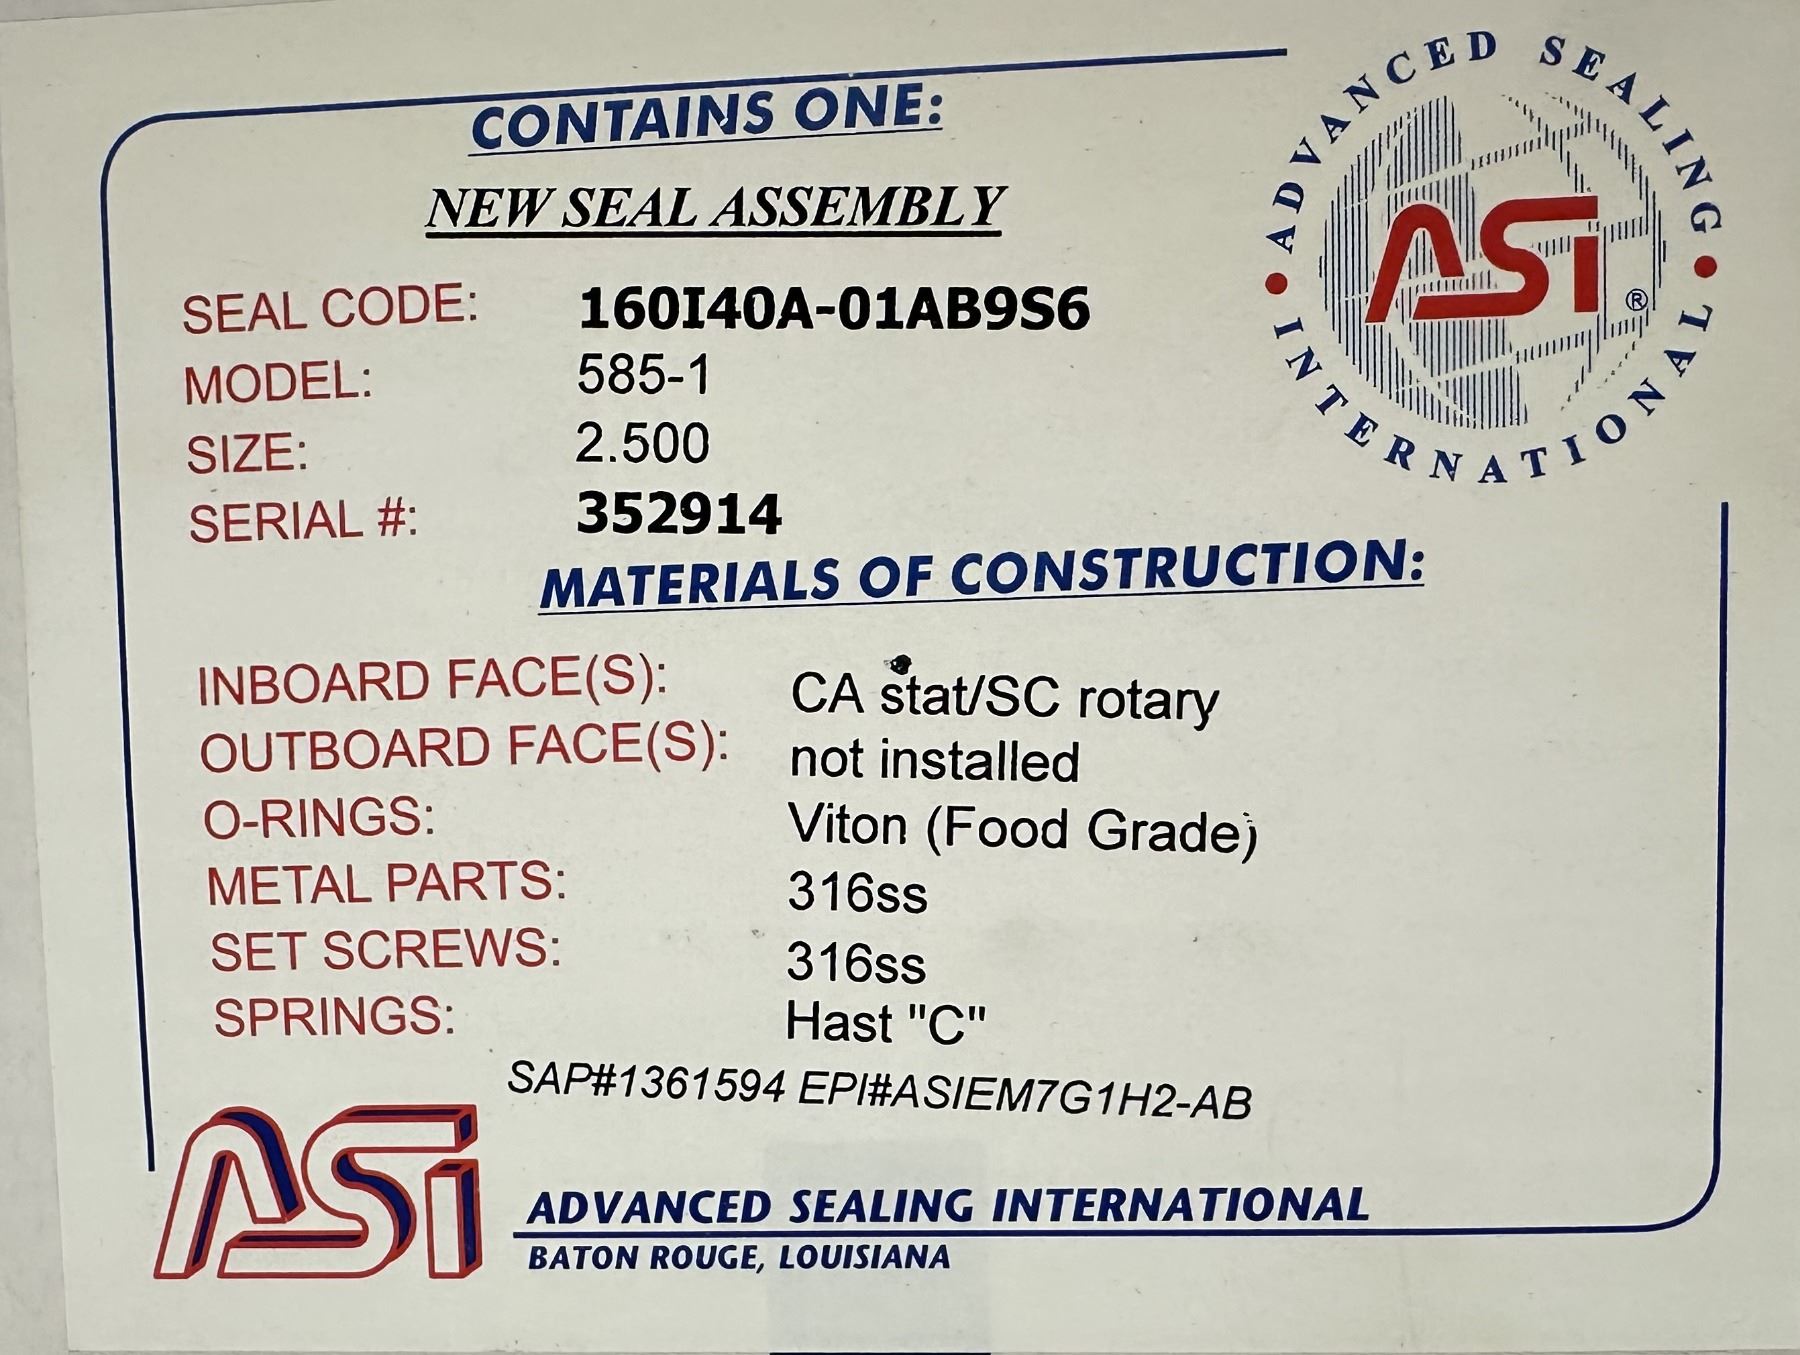 CONTAINS ONE:
NEW SEAL ASSEMBLY
ADVANCED SEALING
INTERNATIONAL
ASI ®
SEAL CODE: 160I40A-01AB9S6
MODEL: 585-1
SIZE: 2.500
SERIAL #: 352914
MATERIALS OF CONSTRUCTION:
INBOARD FACE(S): CA stat/SC rotary
OUTBOARD FACE(S): not installed
O-RINGS: Viton (Food Grade)
METAL PARTS: 316ss
SET SCREWS: 316ss
SPRINGS: Hast "C"
SAP#1361594 EPI#ASIEM7G1H2-AB
ASI
ADVANCED SEALING INTERNATIONAL
BATON ROUGE, LOUISIANA